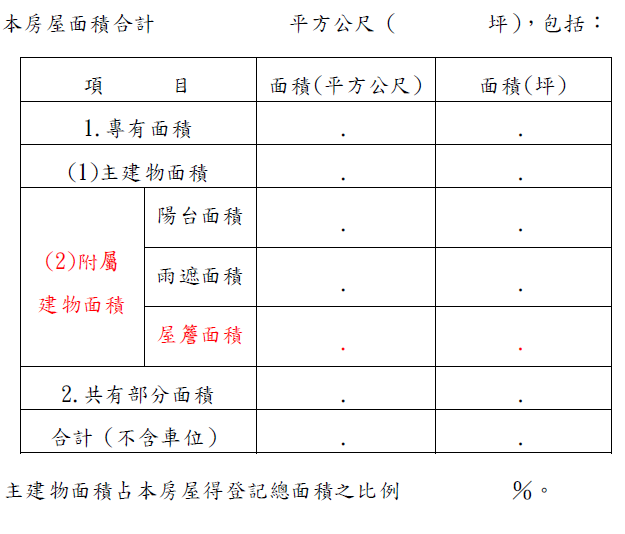 本房屋面積合計 平方公尺（ 坪），包括：
項 目 面積(平方公尺) 面積(坪)
1.專有面積 . .
(1)主建物面積 . .
(2)附屬建物面積 陽台面積 . .
雨遮面積 . .
屋簷面積 . .
2.共有部分面積 . .
合計（不含車位） . .
主建物面積占本房屋得登記總面積之比例 %。